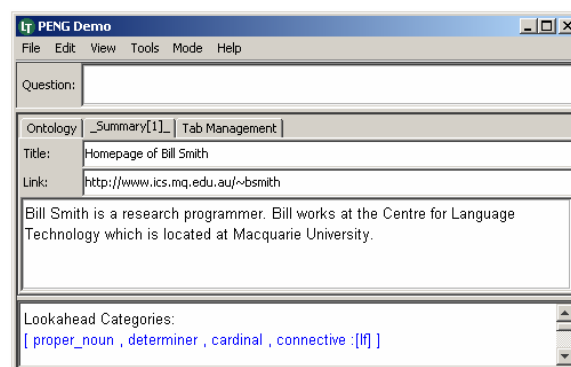 LT PENG Demo
File Edit View Tools Mode Help
Question:
Ontology _Summary[1]_ Tab Management
Title: Homepage of Bill Smith
Link: http://www.ics.mq.edu.au/~bsmith
Bill Smith is a research programmer. Bill works at the Centre for Language
Technology which is located at Macquarie University.
Lookahead Categories:
[ proper_noun , determiner , cardinal , connective :[If] ]